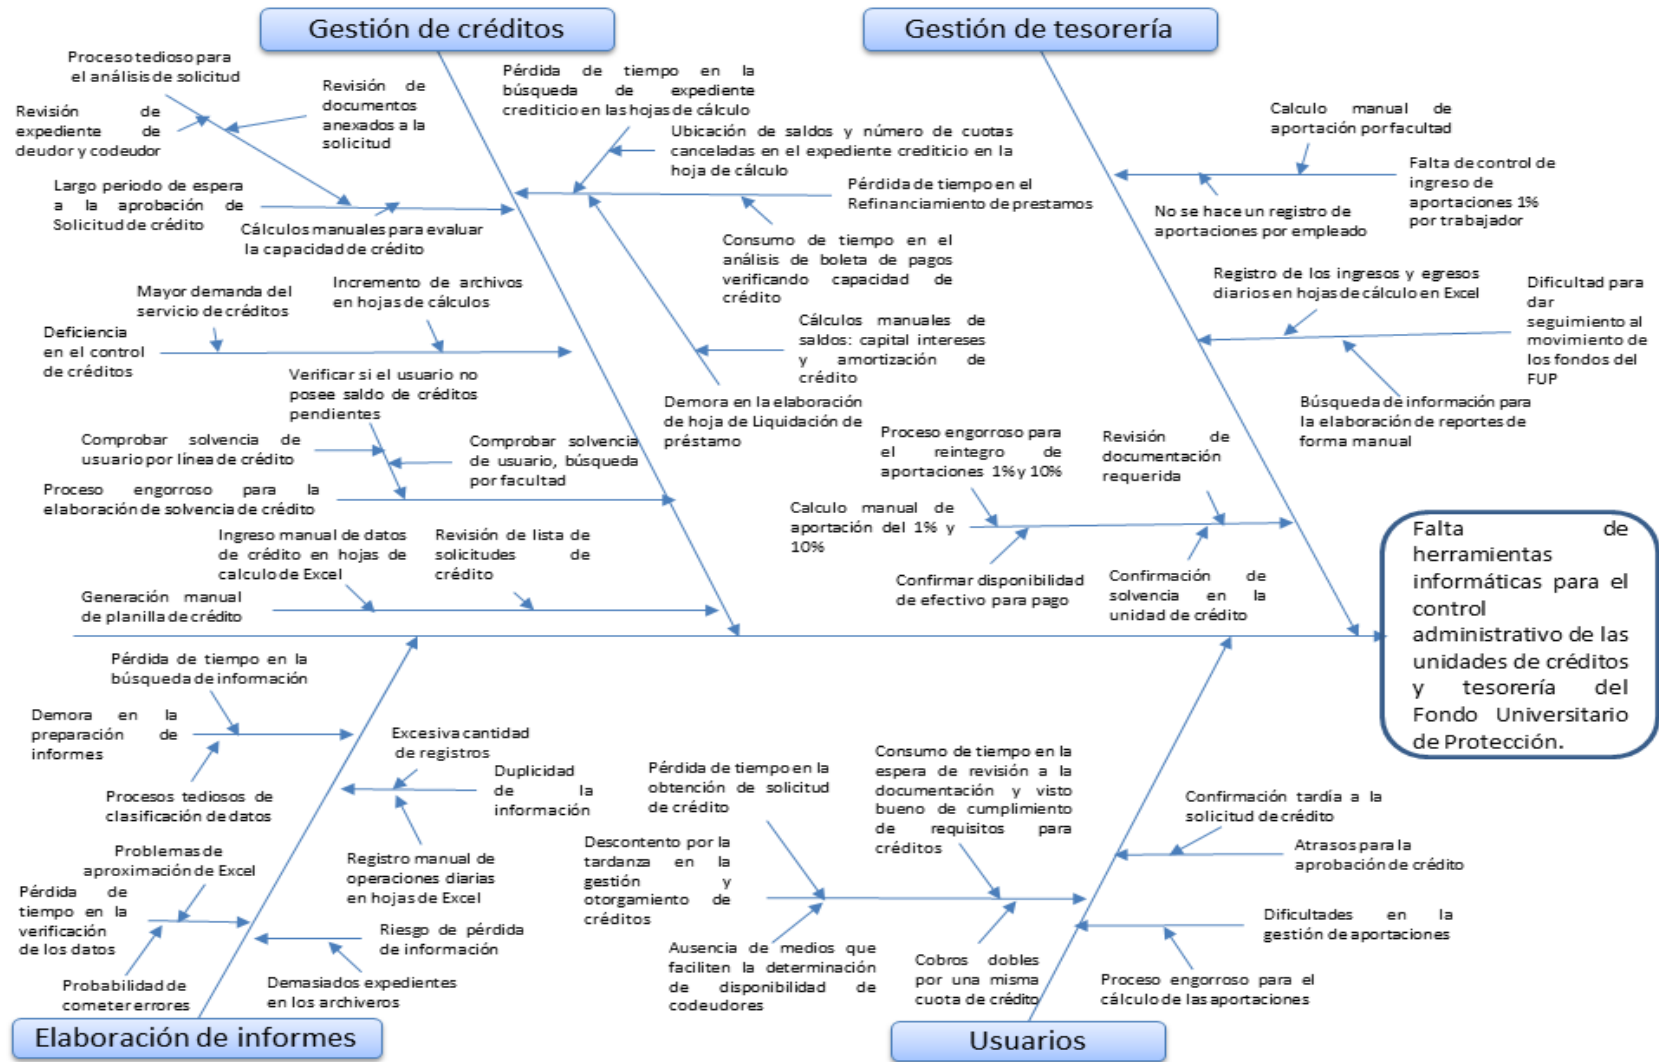 Gestión de créditos
Gestión de tesorería
Proceso tedioso para
el análisis de solicitud
Revisión de
expediente de
deudor y codeudor
Revisión de
documentos
anexados a la
solicitud
Largo periodo de espera
a la aprobación de
Solicitud de crédito
Cálculos manuales para evaluar
la capacidad de crédito
Pérdida de tiempo en la
búsqueda de expediente
crediticio en las hojas de cálculo
Ubicación de saldos y número de cuotas
canceladas en el expediente crediticio en la
hoja de cálculo
Pérdida de tiempo en el
Refinanciamiento de prestamos
Consumo de tiempo en el
análisis de boleta de pagos
verificando capacidad de
crédito
Cálculos manuales de
saldos: capital intereses
y amortización de
crédito
Demora en la elaboración
de hoja de Liquidación de
préstamo
Mayor demanda del
servicio de créditos
Incremento de archivos
en hojas de cálculos
Deficiencia
en el control
de créditos
Verificar si el usuario no
posee saldo de créditos
pendientes
Comprobar solvencia de
usuario por línea de crédito
Comprobar solvencia
de usuario, búsqueda
por facultad
Proceso engorroso para la
elaboración de solvencia de crédito
Ingreso manual de datos
de crédito en hojas de
calculo de Excel
Revisión de lista de
solicitudes de
crédito
Generación manual
de planilla de crédito
Calculo manual de
aportación por facultad
Falta de control de
ingreso de
aportaciones 1%
por trabajador
No se hace un registro de
aportaciones por empleado
Registro de los ingresos y egresos
diarios en hojas de cálculo en Excel
Dificultad para
dar
seguimiento al
movimiento de
los fondos del
FUP
Búsqueda de información para
la elaboración de reportes de
forma manual
Proceso engorroso para
el reintegro de
aportaciones 1% y 10%
Revisión de
documentación
requerida
Calculo manual de
aportación del 1% y
10%
Confirmar disponibilidad
de efectivo para pago
Confirmación de
solvencia en la
unidad de crédito
Falta de
herramientas
informáticas para el
control
administrativo de las
unidades de créditos
y tesorería del
Fondo Universitario
de Protección.
Pérdida de tiempo en la
búsqueda de información
Demora en la
preparación de
informes
Procesos tediosos de
clasificación de datos
Excesiva cantidad
de registros
Duplicidad
de la
información
Registro manual de
operaciones diarias
en hojas de Excel
Problemas de
aproximación de Excel
Pérdida de
tiempo en la
verificación
de los datos
Probabilidad de
cometer errores
Riesgo de pérdida
de información
Demasiados expedientes
en los archiveros
Pérdida de tiempo en la
obtención de solicitud
de crédito
Descontento por la
tardanza en la
gestión y
otorgamiento de
créditos
Ausencia de medios que
faciliten la determinación
de disponibilidad de
codeudores
Consumo de tiempo en la
espera de revisión a la
documentación y visto
bueno de cumplimiento
de requisitos para
créditos
Cobros dobles
por una misma
cuota de crédito
Confirmación tardía a la
solicitud de crédito
Atrasos para la
aprobación de crédito
Dificultades en la
gestión de aportaciones
Proceso engorroso para el
cálculo de las aportaciones
Elaboración de informes
Usuarios